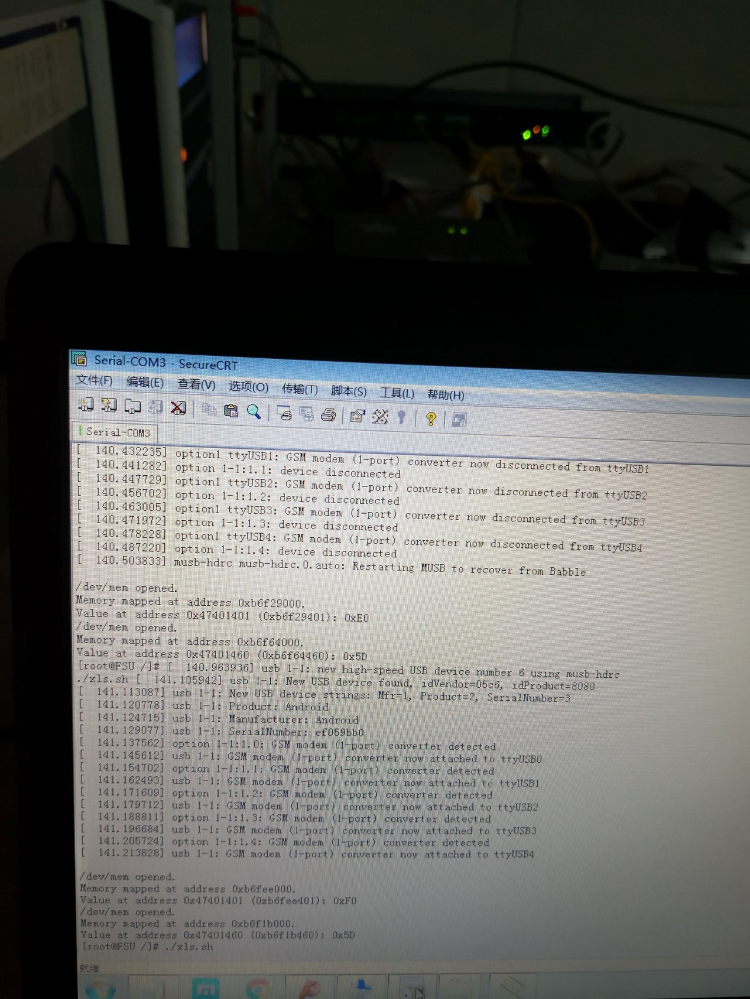 Serial-COM3 - SecureCRT
文件(F) 编辑(E) 查看(V) 选项(O) 传输(T) 脚本(S) 工具(L) 帮助(H)
Serial-COM3
[  140.432235] option1 ttyUSB1: GSM modem (1-port) converter now disconnected from ttyUSB1
[  140.441282] option 1-1:1.1: device disconnected
[  140.447729] option1 ttyUSB2: GSM modem (1-port) converter now disconnected from ttyUSB2
[  140.456702] option 1-1:1.2: device disconnected
[  140.463005] option1 ttyUSB3: GSM modem (1-port) converter now disconnected from ttyUSB3
[  140.471972] option 1-1:1.3: device disconnected
[  140.478228] option1 ttyUSB4: GSM modem (1-port) converter now disconnected from ttyUSB4
[  140.487220] option 1-1:1.4: device disconnected
[  140.503833] musb-hdrc musb-hdrc.0.auto: Restarting MUSB to recover from Babble
/dev/mem opened.
Memory mapped at address 0xb6f29000.
Value at address 0x47401401 (0xb6f29401): 0xE0
/dev/mem opened.
Memory mapped at address 0xb6f64000.
Value at address 0x47401460 (0xb6f64460): 0x5D
[root@FSU /]# [  140.963936] usb 1-1: new high-speed USB device number 6 using musb-hdrc
./xls.sh [  141.105942] usb 1-1: New USB device found, idVendor=05c6, idProduct=8080
[  141.113087] usb 1-1: New USB device strings: Mfr=1, Product=2, SerialNumber=3
[  141.120778] usb 1-1: Product: Android
[  141.124715] usb 1-1: Manufacturer: Android
[  141.129077] usb 1-1: SerialNumber: ef059bb0
[  141.137562] option 1-1:1.0: GSM modem (1-port) converter detected
[  141.145612] usb 1-1: GSM modem (1-port) converter now attached to ttyUSB0
[  141.154702] option 1-1:1.1: GSM modem (1-port) converter detected
[  141.162493] usb 1-1: GSM modem (1-port) converter now attached to ttyUSB1
[  141.171609] option 1-1:1.2: GSM modem (1-port) converter detected
[  141.179712] usb 1-1: GSM modem (1-port) converter now attached to ttyUSB2
[  141.188811] option 1-1:1.3: GSM modem (1-port) converter detected
[  141.196684] usb 1-1: GSM modem (1-port) converter now attached to ttyUSB3
[  141.205724] option 1-1:1.4: GSM modem (1-port) converter detected
[  141.213828] usb 1-1: GSM modem (1-port) converter now attached to ttyUSB4
/dev/mem opened.
Memory mapped at address 0xb6fee000.
Value at address 0x47401401 (0xb6fee401): 0xF0
/dev/mem opened.
Memory mapped at address 0xb6f1b000.
Value at address 0x47401460 (0xb6f1b460): 0x5D
[root@FSU /]# ./xls.sh
就绪